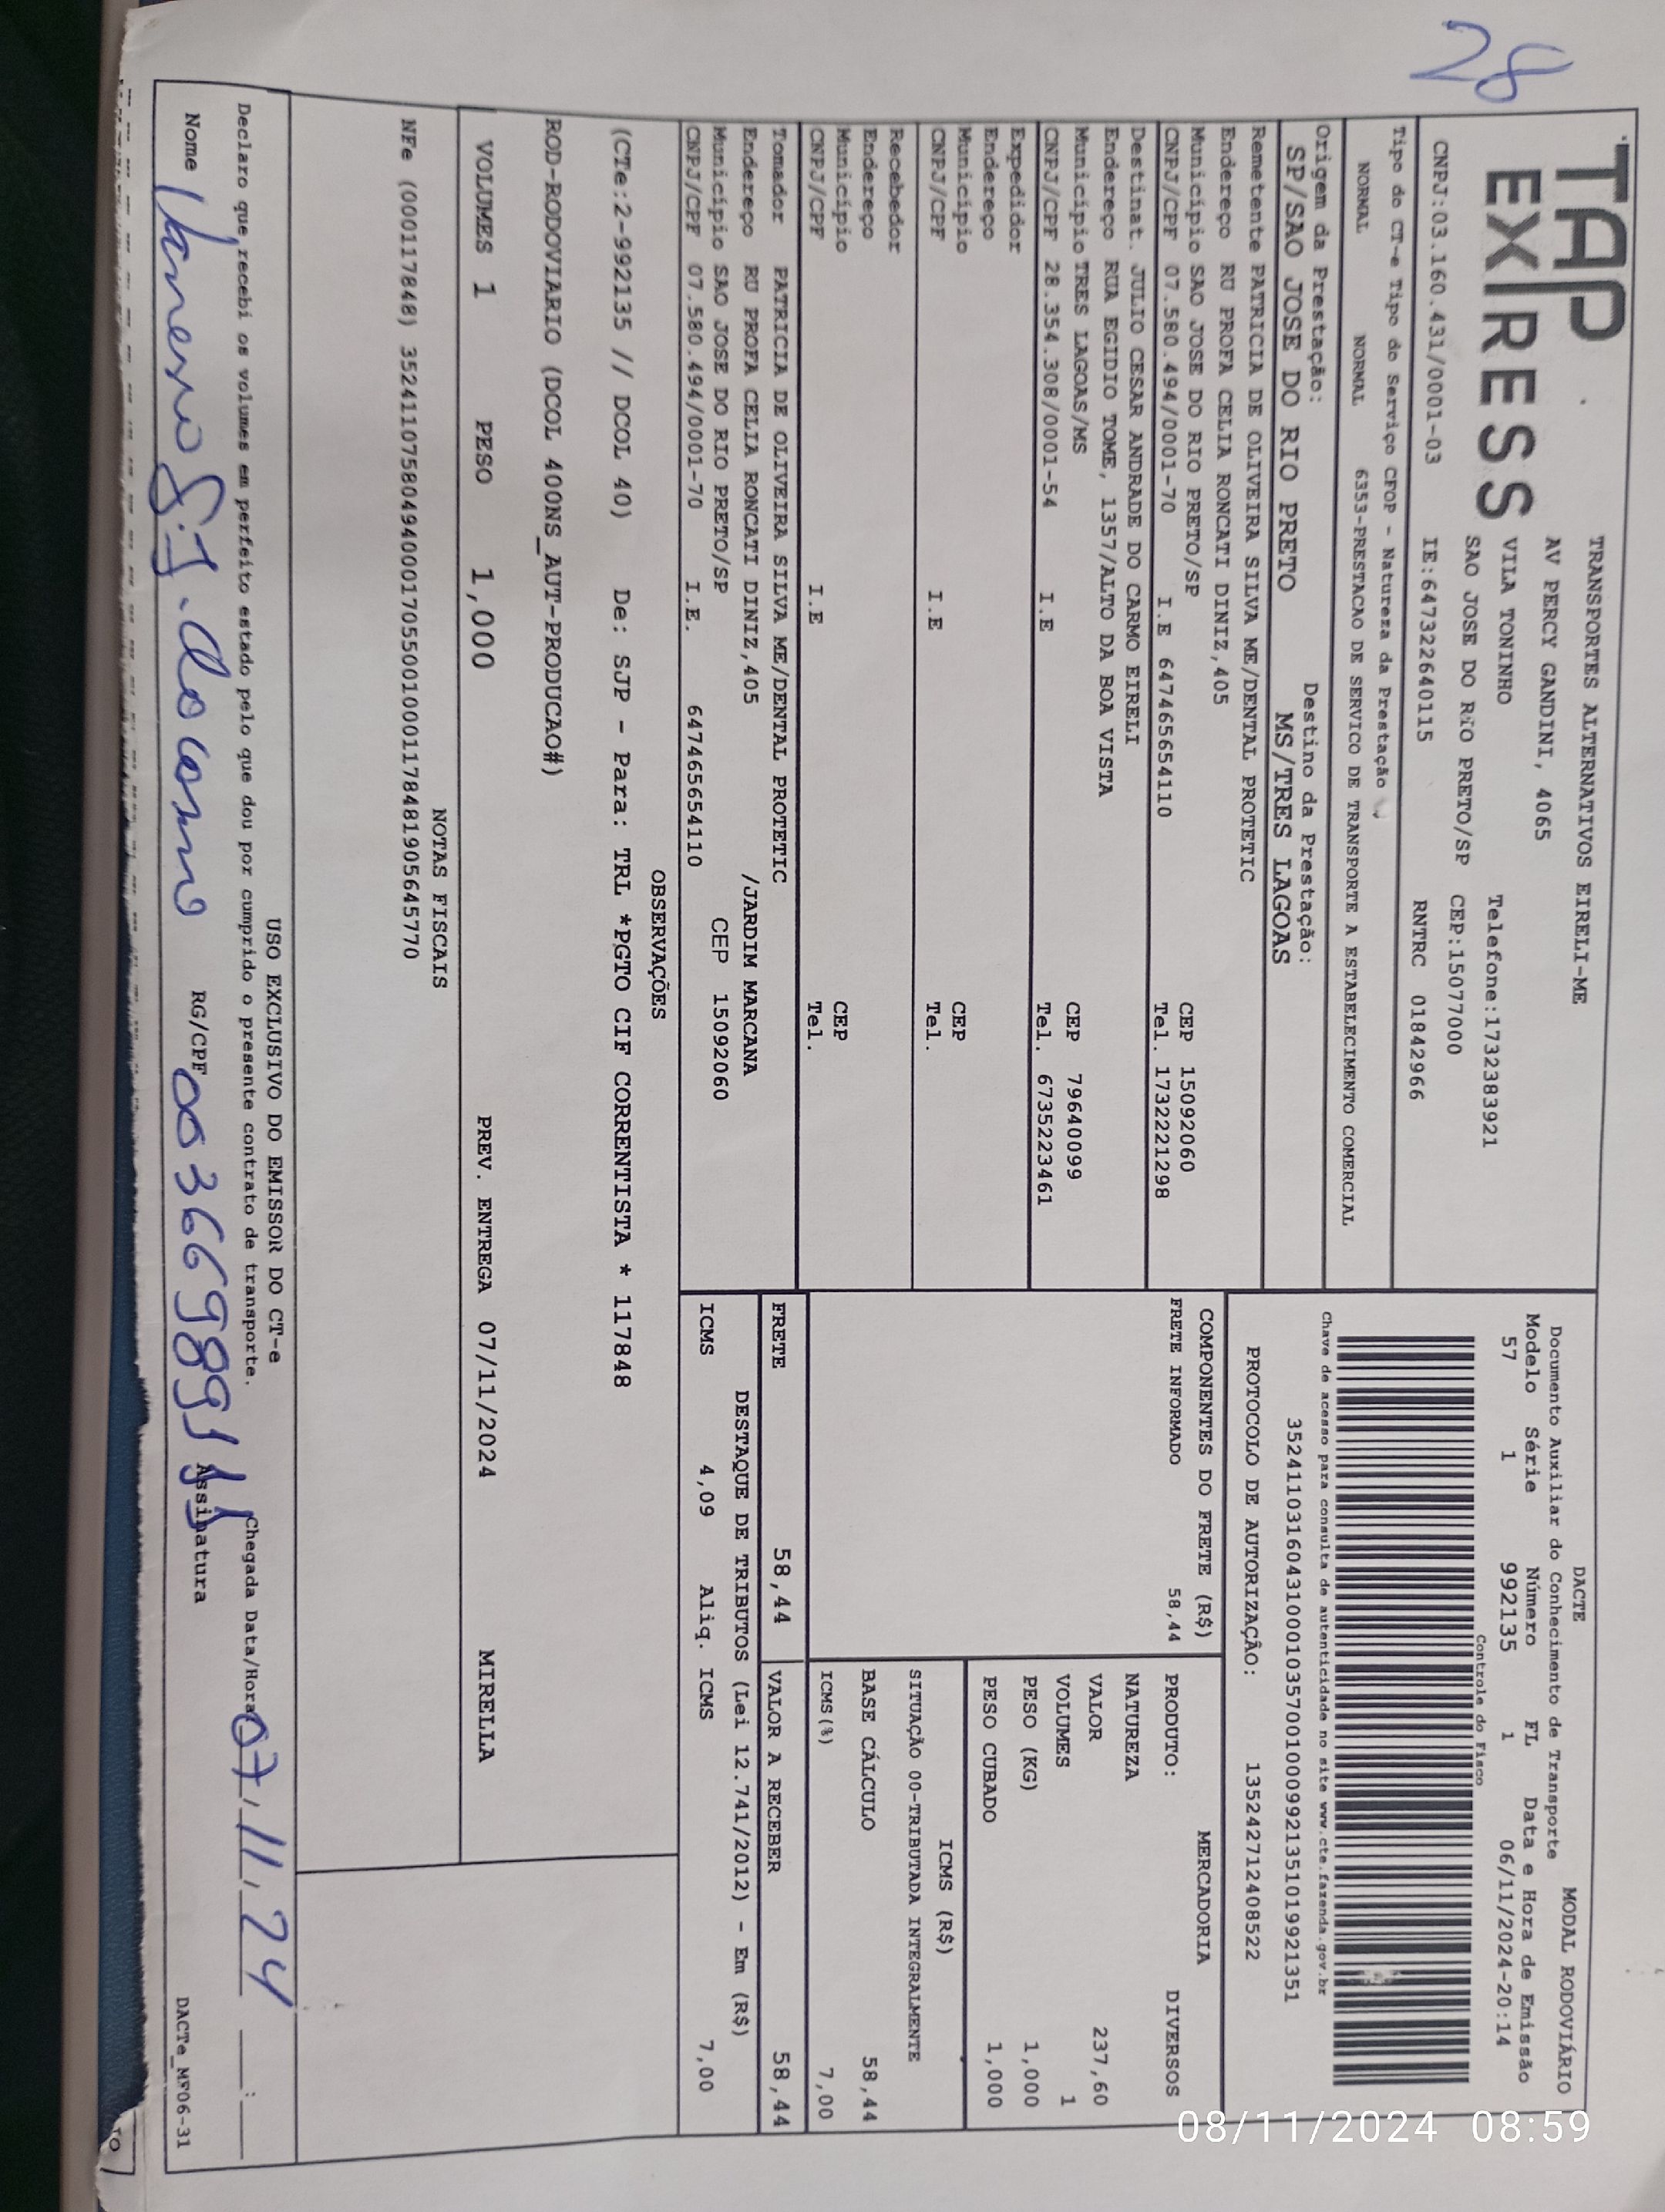 28
TAP EXPRESS
TRANSPORTES ALTERNATIVOS EIRELI-ME
AV PERCY GANDINI, 4065
VILA TONINHO Telefone:1732383921
SAO JOSE DO RIO PRETO/SP CEP:15077000
CNPJ:03.160.431/0001-03 IE:647322640115 RNTRC 01842966
Tipo do CT-e Tipo do Serviço CFOP - Natureza da Prestação
NORMAL NORMAL 6353-PRESTACAO DE SERVICO DE TRANSPORTE A ESTABELECIMENTO COMERCIAL
Origem da Prestação: Destino da Prestação:
SP/SAO JOSE DO RIO PRETO MS/TRES LAGOAS
DACTE MODAL RODOVIÁRIO
Documento Auxiliar do Conhecimento de Transporte
Modelo Série Número FL Data e Hora de Emissão
57 1 992135 1 06/11/2024-20:14
Controle do Fisco
Chave de acesso para consulta de autenticidade no site www.cte.fazenda.gov.br
35241103160431000103570010009921351019921351
PROTOCOLO DE AUTORIZAÇÃO: 135242712408522
Remetente PATRICIA DE OLIVEIRA SILVA ME/DENTAL PROTETIC
Endereço RU PROFA CELIA RONCATI DINIZ,405
Município SAO JOSE DO RIO PRETO/SP CEP 15092060
CNPJ/CPF 07.580.494/0001-70 I.E 647465654110 Tel. 1732221298
Destinat. JULIO CESAR ANDRADE DO CARMO EIRELI
Endereço RUA EGIDIO TOME, 1357/ALTO DA BOA VISTA
Município TRES LAGOAS/MS CEP 79640099
CNPJ/CPF 28.354.308/0001-54 I.E Tel. 6735223461
Expedidor
Endereço
Município CEP
CNPJ/CPF I.E Tel.
Recebedor
Endereço
Município CEP
CNPJ/CPF I.E Tel.
Tomador PATRICIA DE OLIVEIRA SILVA ME/DENTAL PROTETIC
Endereço RU PROFA CELIA RONCATI DINIZ,405 /JARDIM MARCANA
Município SAO JOSE DO RIO PRETO/SP CEP 15092060
CNPJ/CPF 07.580.494/0001-70 I.E. 647465654110
COMPONENTES DO FRETE (R$)
FRETE INFORMADO 58,44
MERCADORIA
PRODUTO: DIVERSOS
NATUREZA
VALOR 237,60
VOLUMES 1
PESO (KG) 1,000
PESO CUBADO 1,000
ICMS (R$)
SITUAÇÃO 00-TRIBUTADA INTEGRALMENTE
BASE CÁLCULO 58,44
ICMS(%) 7,00
FRETE 58,44 VALOR A RECEBER 58,44
DESTAQUE DE TRIBUTOS (Lei 12.741/2012) - Em (R$)
ICMS 4,09 Aliq. ICMS 7,00
OBSERVAÇÕES
(CTe:2-992135 // DCOL 40) De: SJP - Para: TRL *PGTO CIF CORRENTISTA * 117848
ROD-RODOVIARIO (DCOL 400NS_AUT-PRODUCAO#)
VOLUMES 1 PESO 1,000 PREV. ENTREGA 07/11/2024 MIRELLA
NOTAS FISCAIS
NFe (000117848) 35241107580494000170550010001178481905645770
USO EXCLUSIVO DO EMISSOR DO CT-e
Declaro que recebi os volumes em perfeito estado pelo que dou por cumprido o presente contrato de transporte. Chegada Data/Hora 07/11/24 __:__
Nome RG/CPF Assinatura
DACTe_MF06-31
08/11/2024 08:59